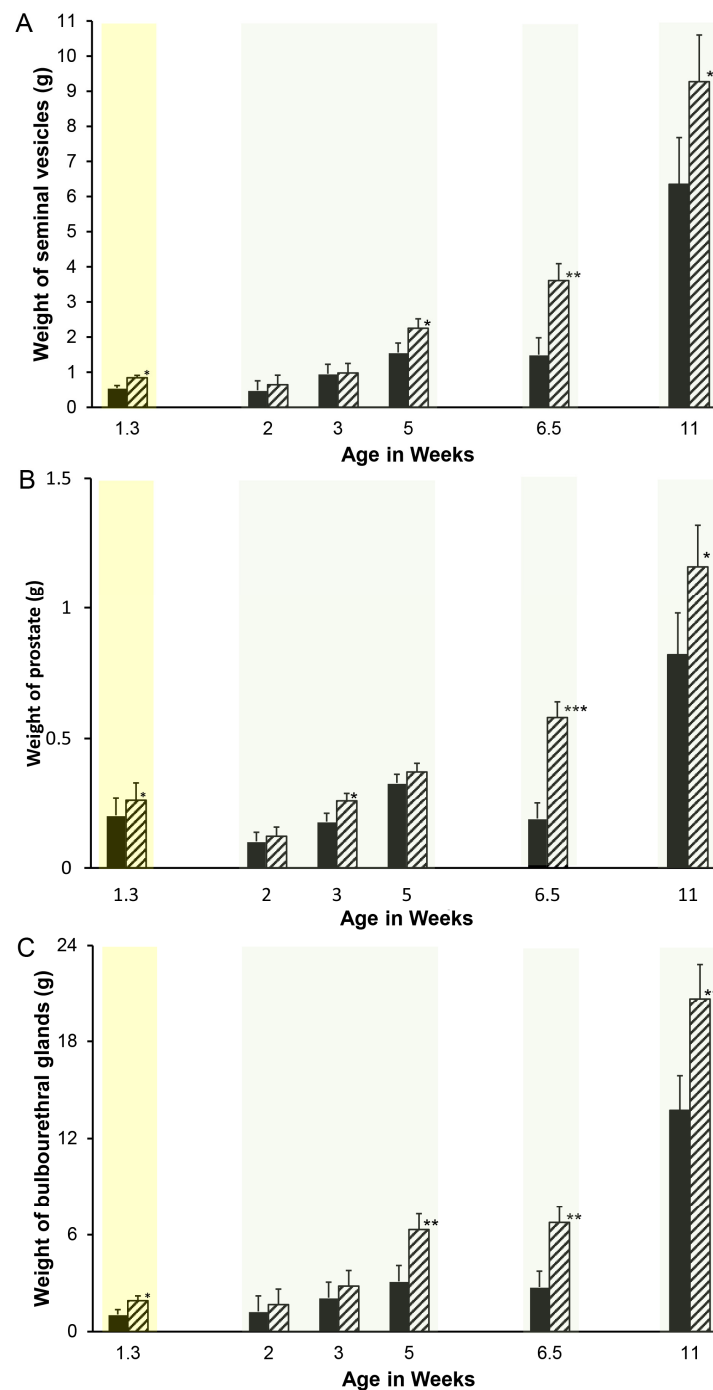 A
Weight of seminal vesicles (g)
11
10
9
8
7
6
5
4
3
2
1
0
*
*
**
*
1.3 2 3 5 6.5 11
Age in Weeks
B
Weight of prostate (g)
1.5
1
0.5
0
*
*
***
*
1.3 2 3 5 6.5 11
Age in Weeks
C
Weight of bulbourethral glands (g)
24
18
12
6
0
*
**
**
*
1.3 2 3 5 6.5 11
Age in Weeks